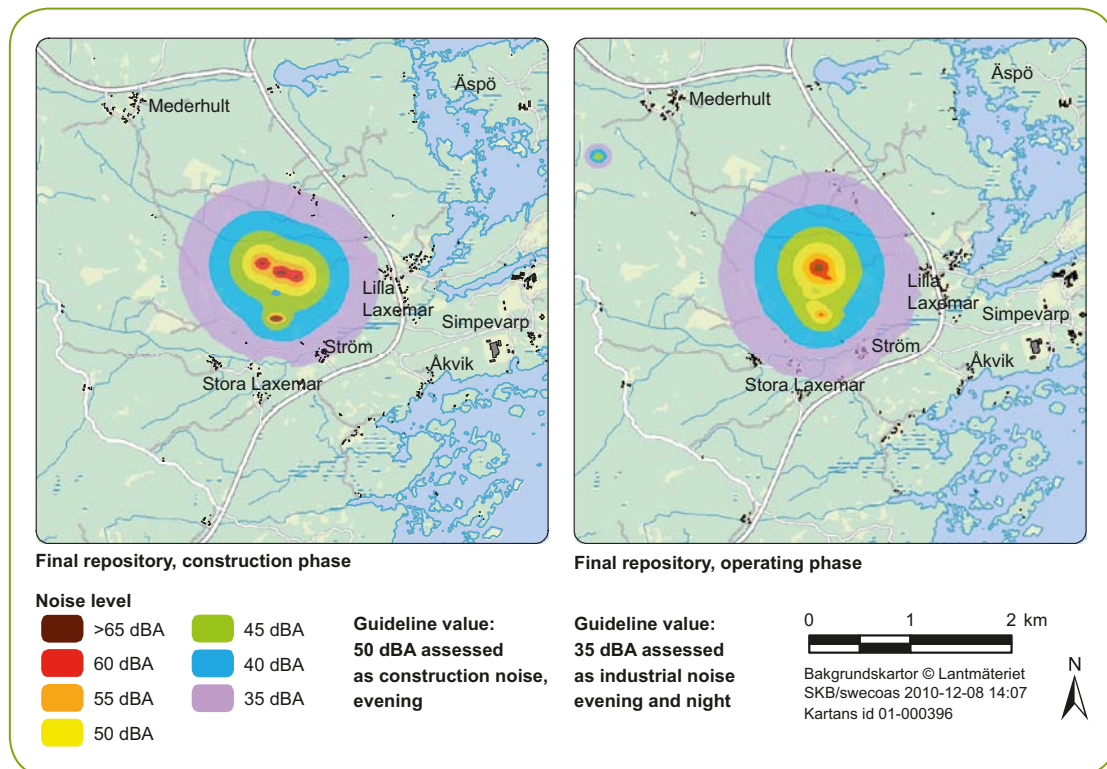 Mederhult
Äspö
Lilla
Laxemar
Simpevarp
Ström
Åkvik
Stora Laxemar
Final repository, construction phase
Mederhult
Äspö
Lilla
Laxemar
Simpevarp
Ström
Åkvik
Stora Laxemar
Final repository, operating phase
Noise level
>65 dBA
60 dBA
55 dBA
50 dBA
45 dBA
40 dBA
35 dBA
Guideline value:
50 dBA assessed
as construction noise,
evening
Guideline value:
35 dBA assessed
as industrial noise
evening and night
0 1 2 km
Bakgrundskartor © Lantmäteriet
SKB/swecoas 2010-12-08 14:07
Kartans id 01-000396
N